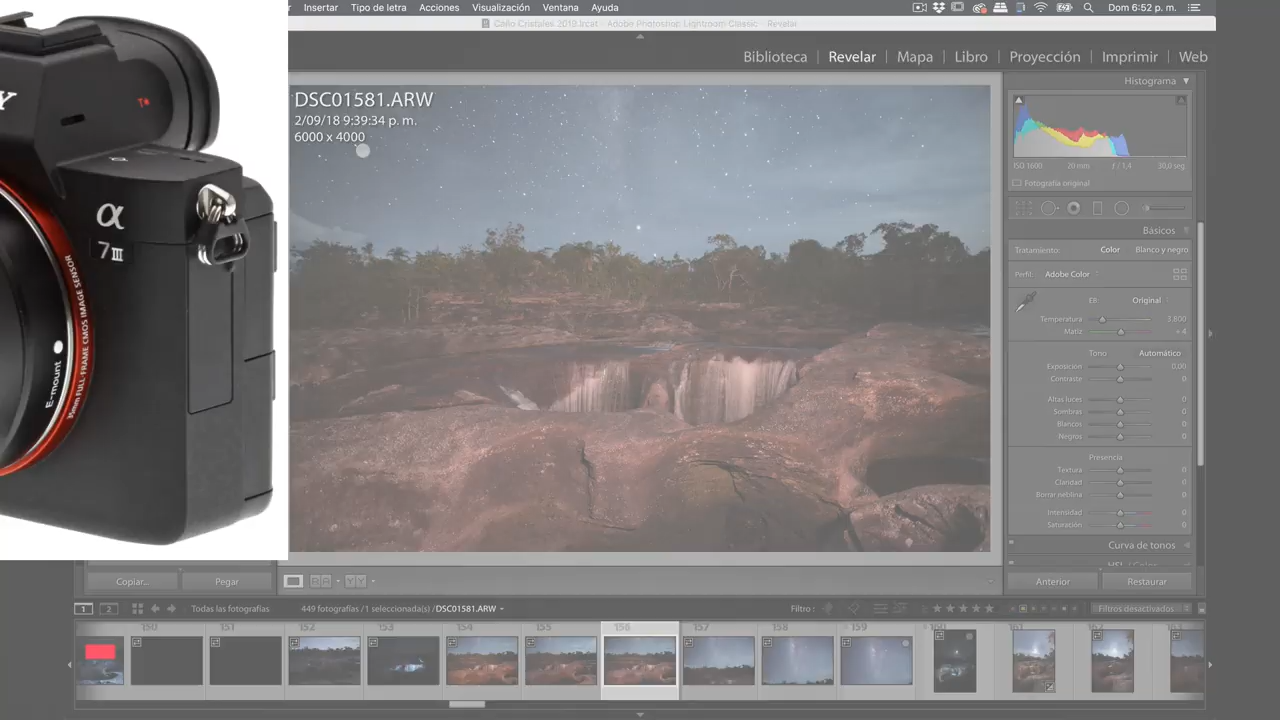 Insertar Tipo de letra Acciones Visualización Ventana Ayuda
Dom 6:52 p. m.
Caño Cristales 2019.lrcat - Adobe Photoshop Lightroom Classic - Revelar
Biblioteca | Revelar | Mapa | Libro | Proyección | Imprimir | Web
DSC01581.ARW
2/09/18 9:39:34 p. m.
6000 x 4000
Histograma
ISO 1600 20 mm f / 1,4 30,0 seg.
Fotografía original
Básicos
Tratamiento: Color Blanco y negro
Perfil: Adobe Color
EB: Original
Temperatura 3.800
Matiz + 4
Tono Automático
Exposición 0,00
Contraste 0
Altas luces 0
Sombras 0
Blancos 0
Negros 0
Presencia
Textura 0
Claridad 0
Borrar neblina 0
Intensidad 0
Saturación 0
Curva de tonos
HSL / Color
Y
α
7III
E-mount
35mm FULL-FRAME CMOS IMAGE SENSOR
Copiar... Pegar
Anterior Restaurar
1 2 Todas las fotografías 449 fotografías /1 seleccionada(s) /DSC01581.ARW
Filtro: Filtros desactivados
150 151 152 153 154 155 156 157 158 159 160 161 162 163